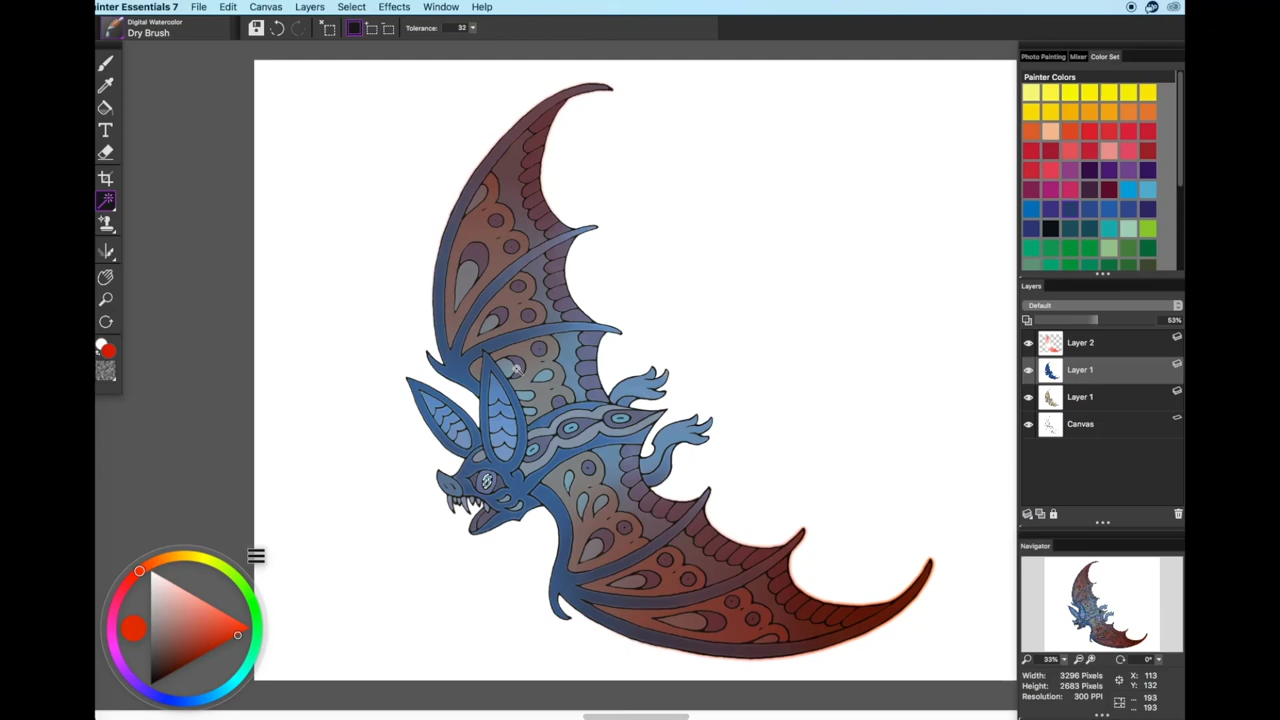 ainter Essentials 7 File Edit Canvas Layers Select Effects Window Help
Digital Watercolor
Dry Brush
Tolerance: 32
Photo Painting Mixer Color Set
Painter Colors
Layers
Default
53%
Layer 2
Layer 1
Layer 1
Canvas
Navigator
33% 0°
Width: 3296 Pixels X: 113
Height: 2683 Pixels Y: 132
Resolution: 300 PPI ... 193
... 193